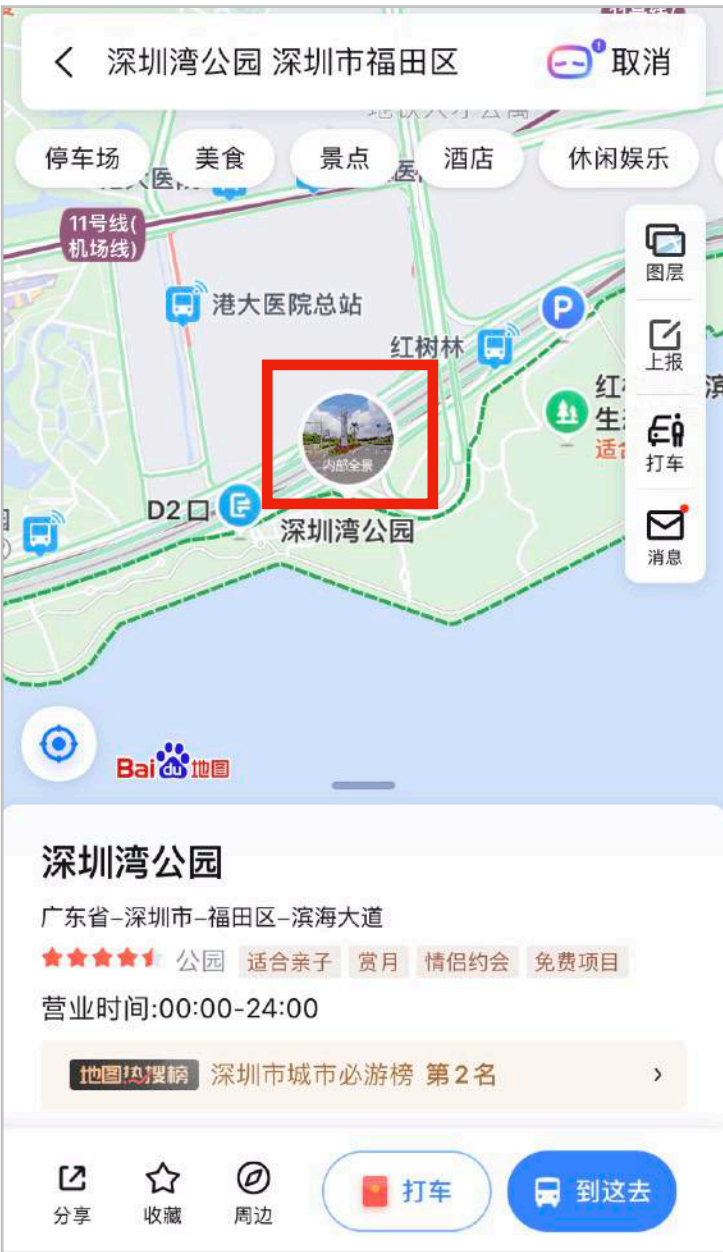 深圳湾公园 深圳市福田区
取消
停车场
美食
景点
酒店
休闲娱乐
11号线(
机场线)
图层
港大医院总站
红树林
上报
内部全景
打车
D2口
深圳湾公园
消息
Bai du 地图
深圳湾公园
广东省-深圳市-福田区-滨海大道
公园 适合亲子 赏月 情侣约会 免费项目
营业时间:00:00-24:00
地图热搜榜 深圳市城市必游榜 第2名
分享
收藏
周边
打车
到这去